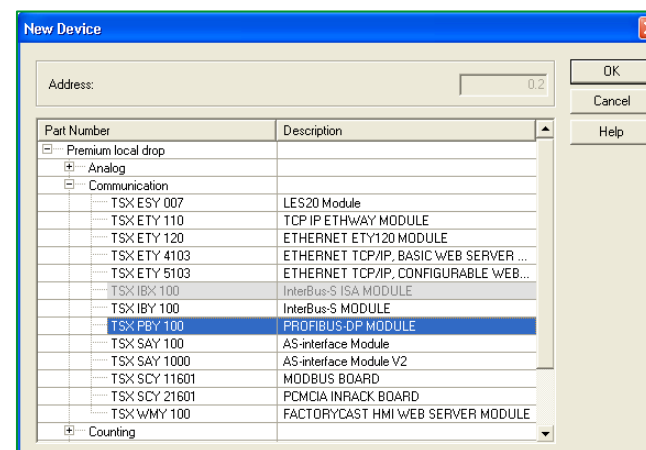 New Device
Address: 0.2
OK
Cancel
Help
Part Number Description
Premium local drop
Analog
Communication
TSX ESY 007 LES20 Module
TSX ETY 110 TCP IP ETHWAY MODULE
TSX ETY 120 ETHERNET ETY120 MODULE
TSX ETY 4103 ETHERNET TCP/IP, BASIC WEB SERVER ...
TSX ETY 5103 ETHERNET TCP/IP, CONFIGURABLE WEB...
TSX IBX 100 InterBus-S ISA MODULE
TSX IBY 100 InterBus-S MODULE
TSX PBY 100 PROFIBUS-DP MODULE
TSX SAY 100 AS-interface Module
TSX SAY 1000 AS-interface Module V2
TSX SCY 11601 MODBUS BOARD
TSX SCY 21601 PCMCIA INRACK BOARD
TSX WMY 100 FACTORYCAST HMI WEB SERVER MODULE
Counting